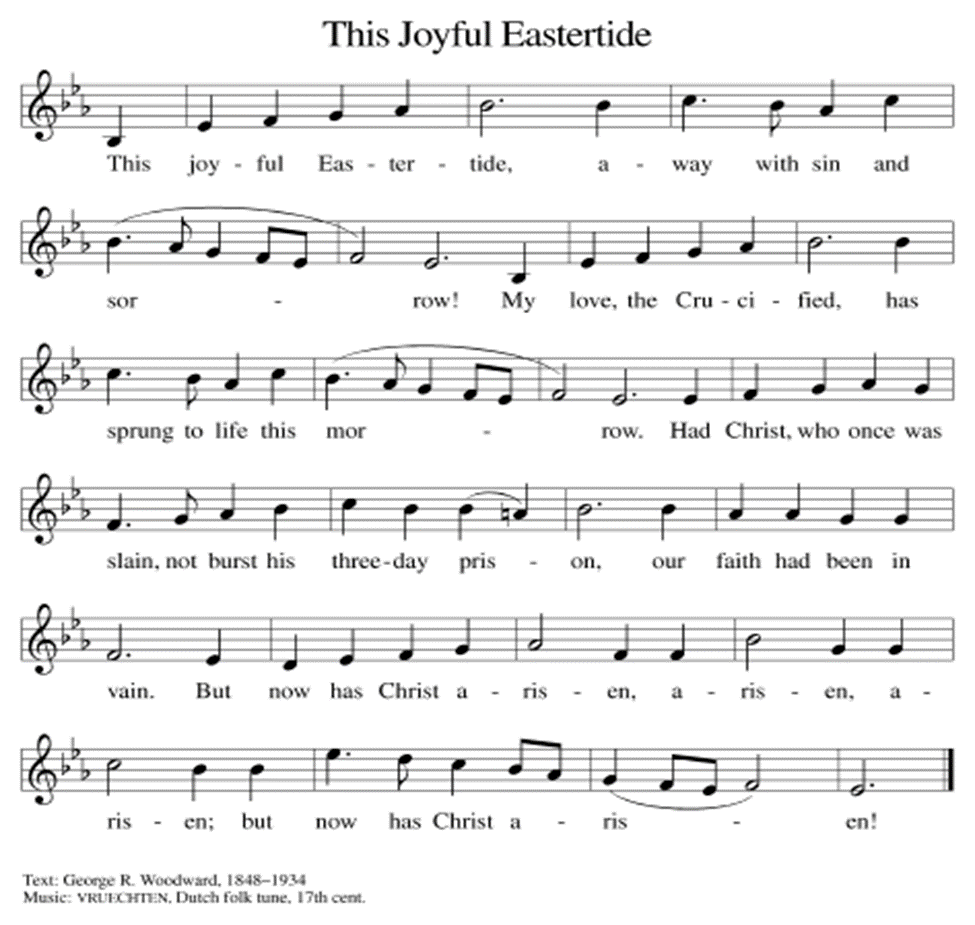 This Joyful Eastertide
This joy - ful Eas - ter - tide, a - way with sin and
sor - row! My love, the Cru - ci - fied, has
sprung to life this mor - row. Had Christ, who once was
slain, not burst his three - day pris - on, our faith had been in
vain. But now has Christ a - ris - en, a - ris - en, a -
ris - en; but now has Christ a - ris - en!
Text: George R. Woodward, 1848–1934
Music: VRUECHTEN, Dutch folk tune, 17th cent.